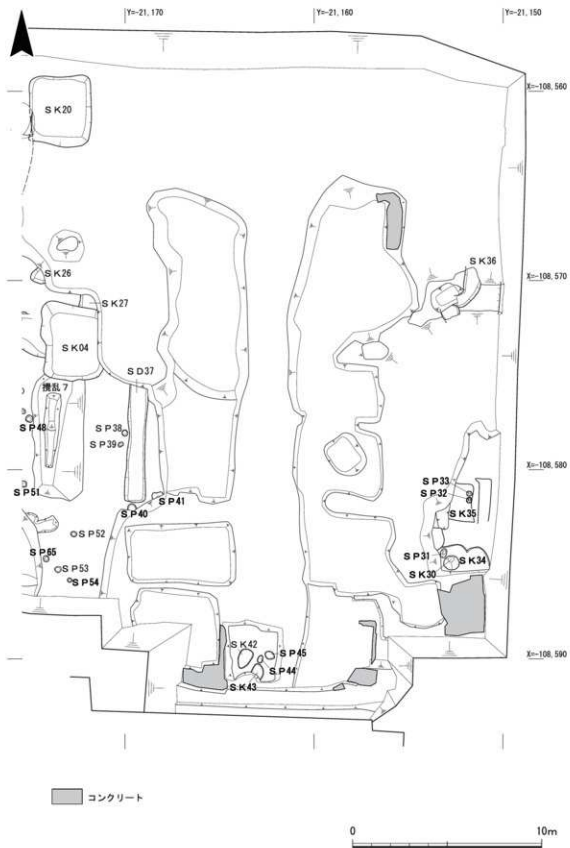 Y=-21,170
Y=-21,160
Y=-21,150
X=-108,560
SK20
SK36
X=-108,570
SK26
SK27
SK04
SD37
攪乱7
SP48
SP38
SP39
X=-108,580
SP33
SP32
SP51
SP41
SK35
SP40
SP52
SP31
SP55
SK34
SP53
SK30
SP54
SK42
SP45
X=-108,590
SP44
SK43
コンクリート
0
10m